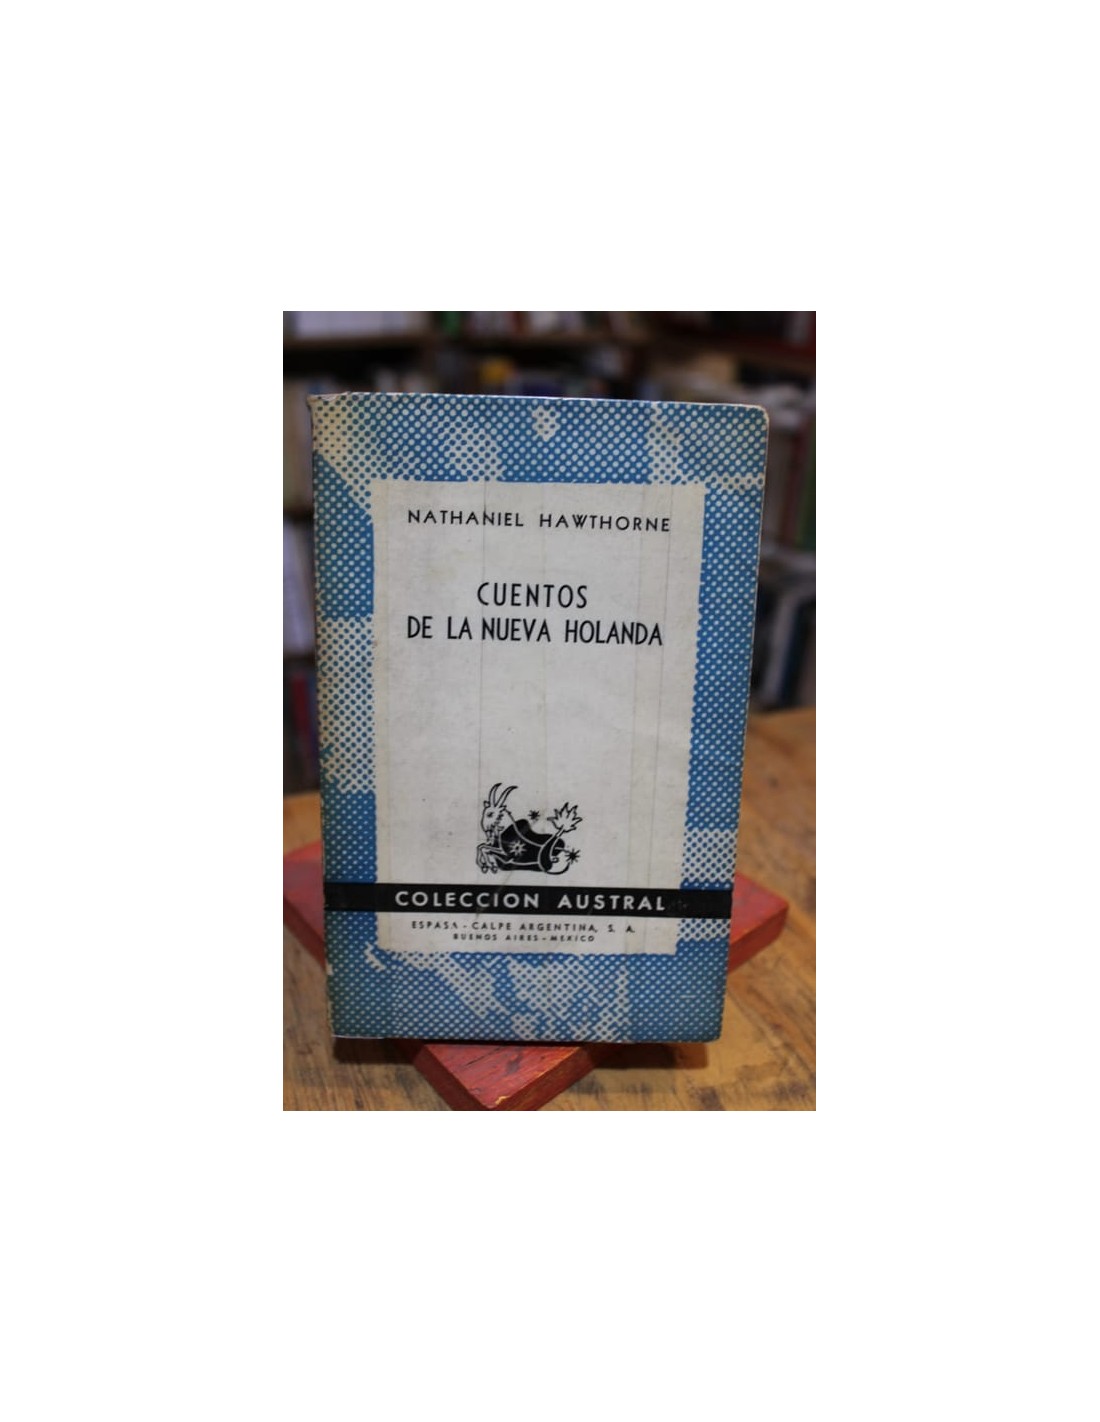 NATHANIEL HAWTHORNE
CUENTOS
DE LA NUEVA HOLANDA
COLECCION AUSTRAL
ESPASA - CALPE ARGENTINA, S. A.
BUENOS AIRES - MEXICO